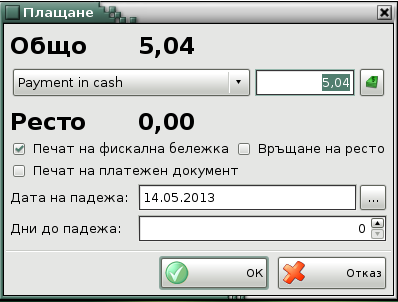 Плащане
Общо 5,04
Payment in cash 5,04
Ресто 0,00
Печат на фискална бележка Връщане на ресто
Печат на платежен документ
Дата на падежа: 14.05.2013 ...
Дни до падежа: 0
OK Отказ